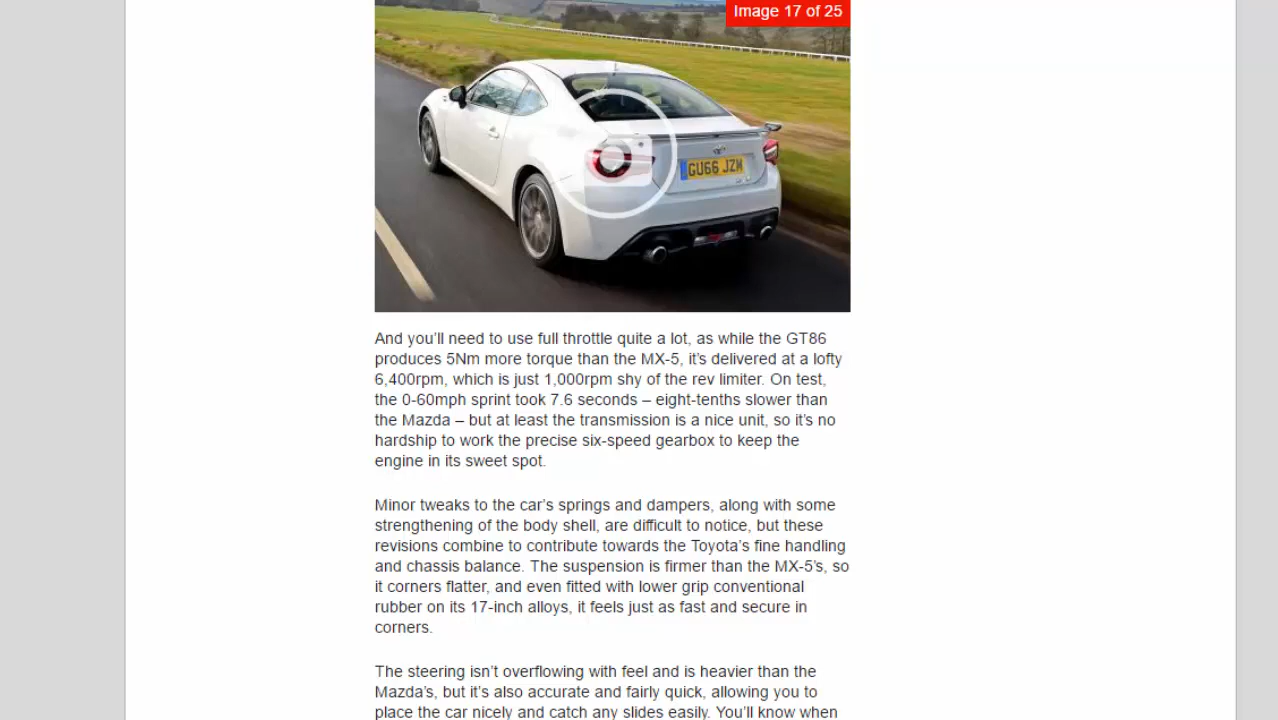 Image 17 of 25
GU66 JZW
And you’ll need to use full throttle quite a lot, as while the GT86
produces 5Nm more torque than the MX-5, it’s delivered at a lofty
6,400rpm, which is just 1,000rpm shy of the rev limiter. On test,
the 0-60mph sprint took 7.6 seconds – eight-tenths slower than
the Mazda – but at least the transmission is a nice unit, so it’s no
hardship to work the precise six-speed gearbox to keep the
engine in its sweet spot.
Minor tweaks to the car’s springs and dampers, along with some
strengthening of the body shell, are difficult to notice, but these
revisions combine to contribute towards the Toyota’s fine handling
and chassis balance. The suspension is firmer than the MX-5’s, so
it corners flatter, and even fitted with lower grip conventional
rubber on its 17-inch alloys, it feels just as fast and secure in
corners.
The steering isn’t overflowing with feel and is heavier than the
Mazda’s, but it’s also accurate and fairly quick, allowing you to
place the car nicely and catch any slides easily. You’ll know when